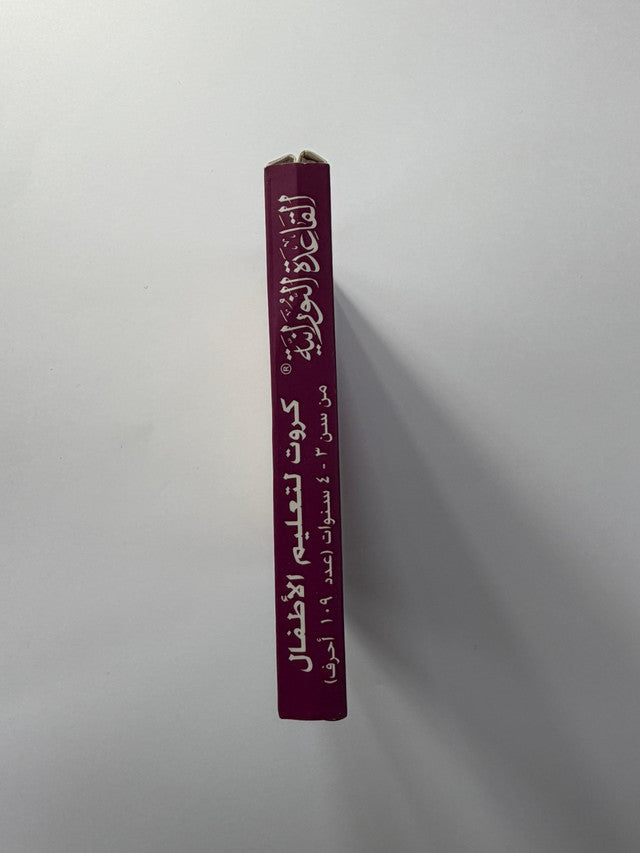 القاعدة النورانية ®
كروت لتعليم الأطفال
من سن ٣ - ٤ سنوات (عدد ١٠٩ أحرف)